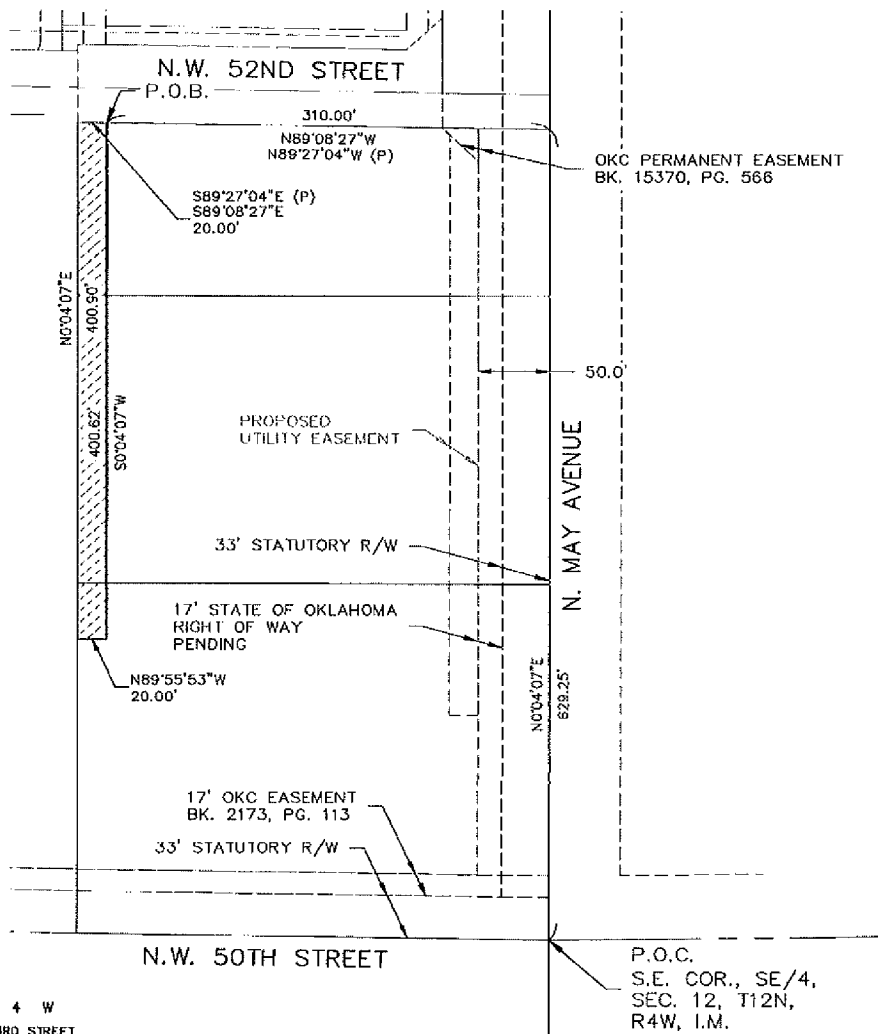 N.W. 52ND STREET
P.O.B.
310.00'
N89°08'27"W
N89°27'04"W (P)
OKC PERMANENT EASEMENT
BK. 15370, PG. 566
S89°27'04"E (P)
S89°08'27"E
20.00'
N0°04'07"E
400.90'
400.62'
S0°04'07"W
50.0'
PROPOSED
UTILITY EASEMENT
N. MAY AVENUE
33' STATUTORY R/W
17' STATE OF OKLAHOMA
RIGHT OF WAY
PENDING
N89°55'53"W
20.00'
N0°04'07"E
629.25'
17' OKC EASEMENT
BK. 2173, PG. 113
33' STATUTORY R/W
N.W. 50TH STREET
P.O.C.
S.E. COR., SE/4,
SEC. 12, T12N,
R4W, I.M.
4 W
STREET